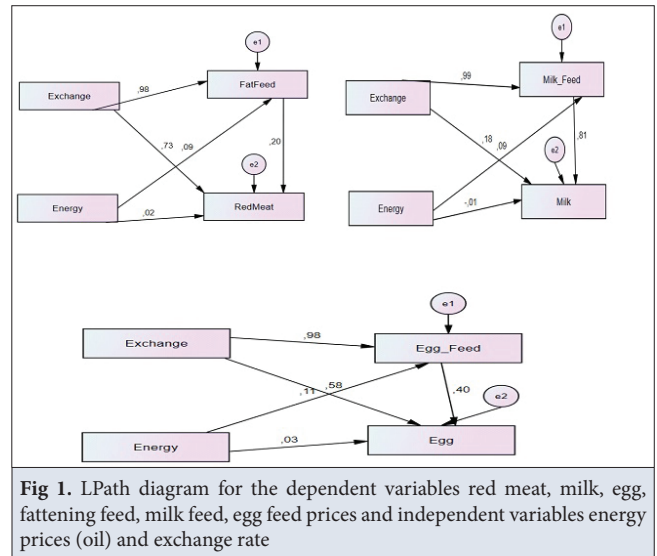 e1
Exchange
,98
FatFeed
,73 ,09
,20
e2
Energy
,02
RedMeat
e1
Exchange
,99
Milk_Feed
,18 ,09
,81
e2
Energy
-,01
Milk
e1
Exchange
,98
Egg_Feed
,11 ,58
,40
e2
Energy
,03
Egg
Fig 1. LPath diagram for the dependent variables red meat, milk, egg,
fattening feed, milk feed, egg feed prices and independent variables energy
prices (oil) and exchange rate